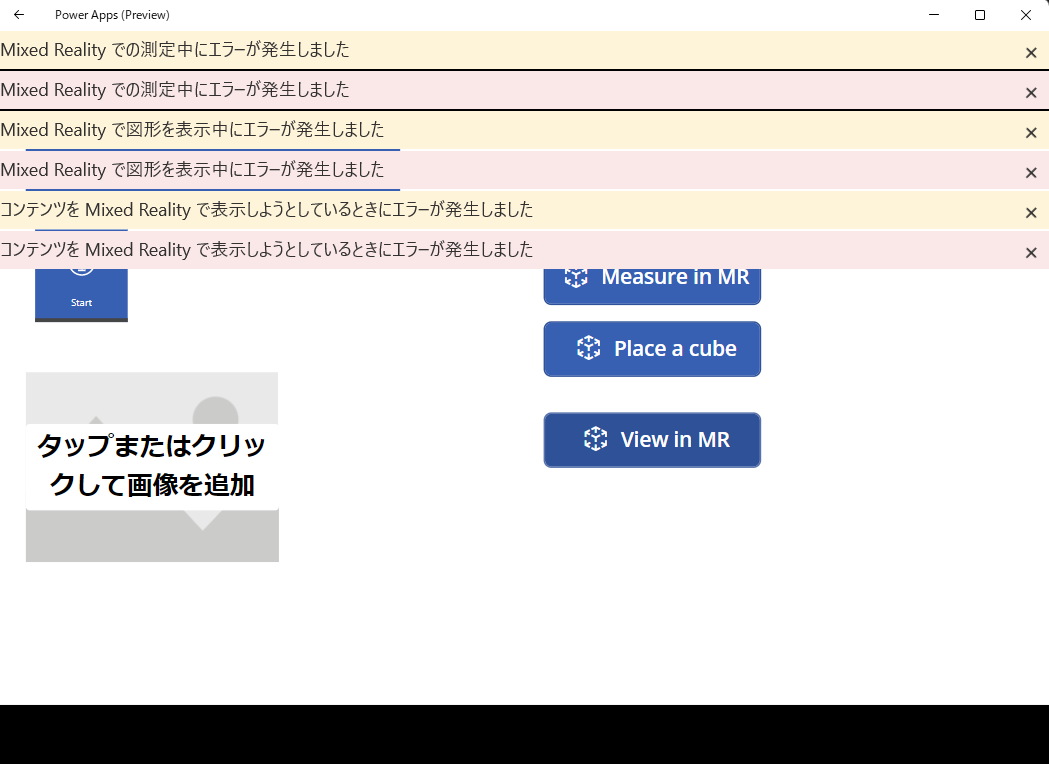 Power Apps (Preview)
Mixed Reality での測定中にエラーが発生しました
Mixed Reality での測定中にエラーが発生しました
Mixed Reality で図形を表示中にエラーが発生しました
Mixed Reality で図形を表示中にエラーが発生しました
コンテンツを Mixed Reality で表示しようとしているときにエラーが発生しました
コンテンツを Mixed Reality で表示しようとしているときにエラーが発生しました
Measure in MR
Start
Place a cube
View in MR
タップまたはクリッ
クして画像を追加